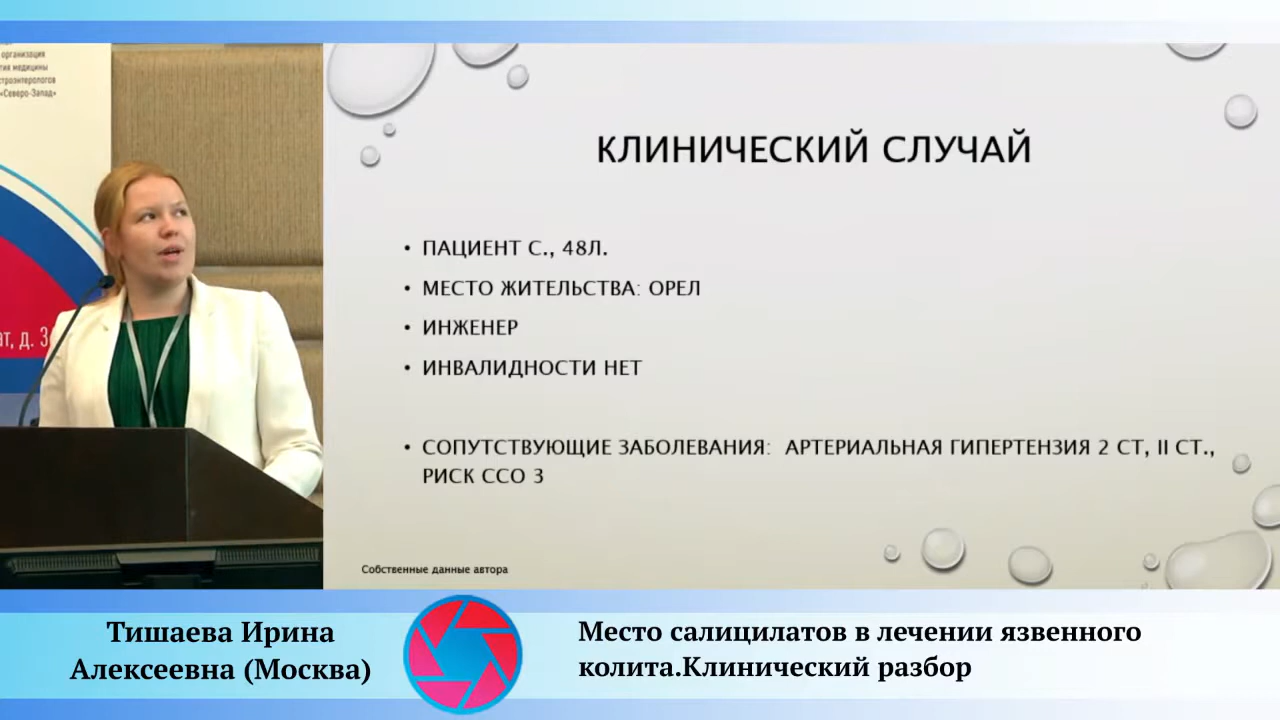 организация
медицины
«Северо-Запад»
д. 3
КЛИНИЧЕСКИЙ СЛУЧАЙ
• ПАЦИЕНТ С., 48Л.
• МЕСТО ЖИТЕЛЬСТВА: ОРЕЛ
• ИНЖЕНЕР
• ИНВАЛИДНОСТИ НЕТ
• СОПУТСТВУЮЩИЕ ЗАБОЛЕВАНИЯ: АРТЕРИАЛЬНАЯ ГИПЕРТЕНЗИЯ 2 СТ, II СТ.,
РИСК ССО 3
Собственные данные автора
Тишаева Ирина
Алексеевна (Москва)
Место салицилатов в лечении язвенного
колита.Клинический разбор